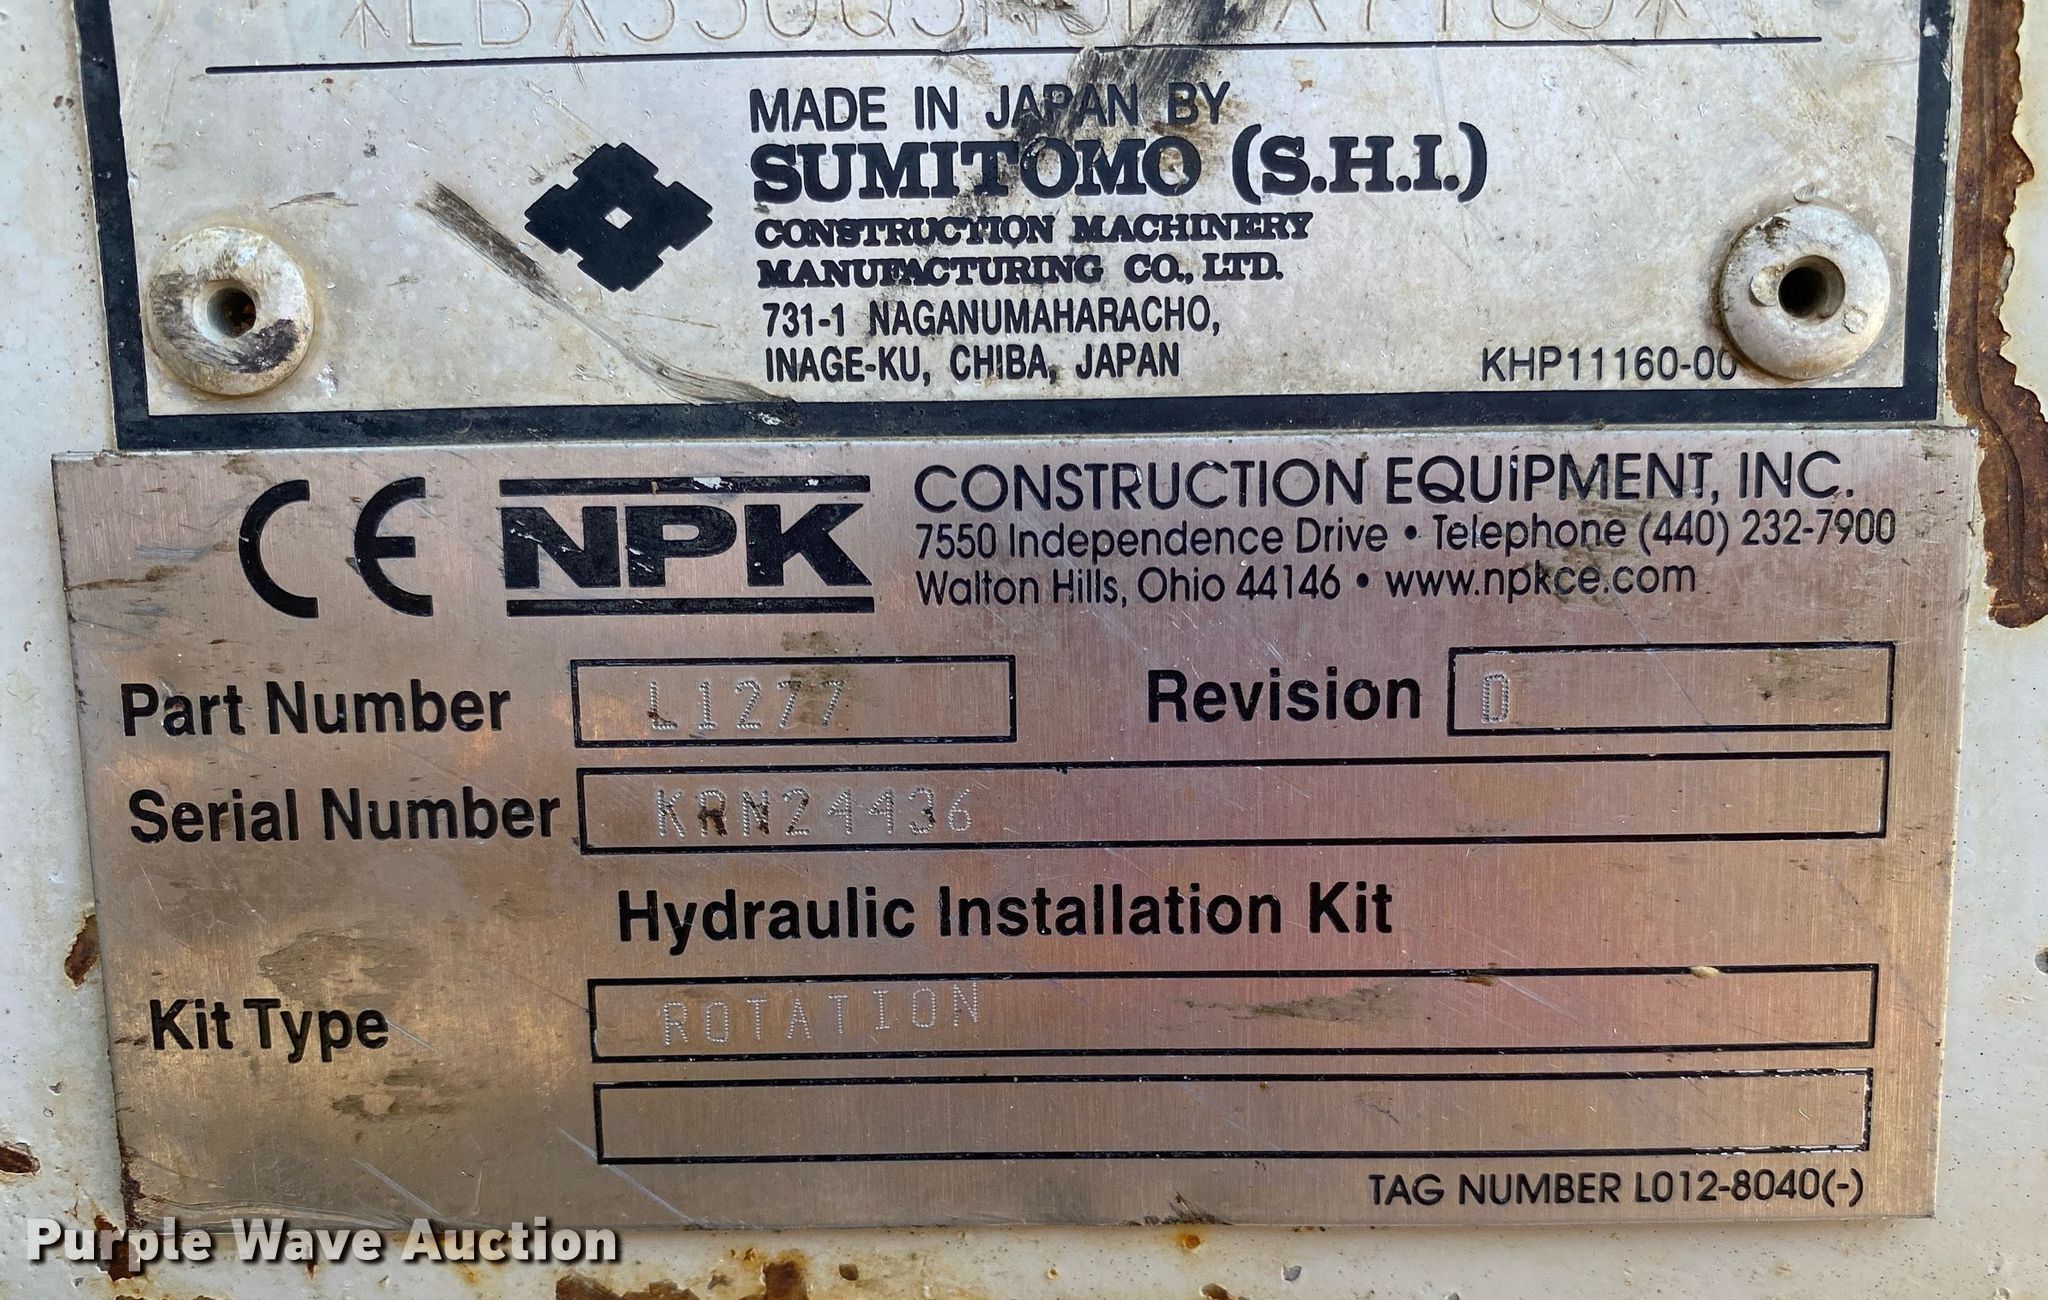 MADE IN JAPAN BY
SUMITOMO (S.H.I.)
CONSTRUCTION MACHINERY
MANUFACTURING CO., LTD.
731-1 NAGANUMAHARACHO,
INAGE-KU, CHIBA, JAPAN
KHP11160-00
CE NPK CONSTRUCTION EQUIPMENT, INC.
7550 Independence Drive • Telephone (440) 232-7900
Walton Hills, Ohio 44146 • www.npkce.com
Part Number L1277 Revision D
Serial Number KRN24436
Hydraulic Installation Kit
Kit Type ROTATION
TAG NUMBER L012-8040(-)
Purple Wave Auction